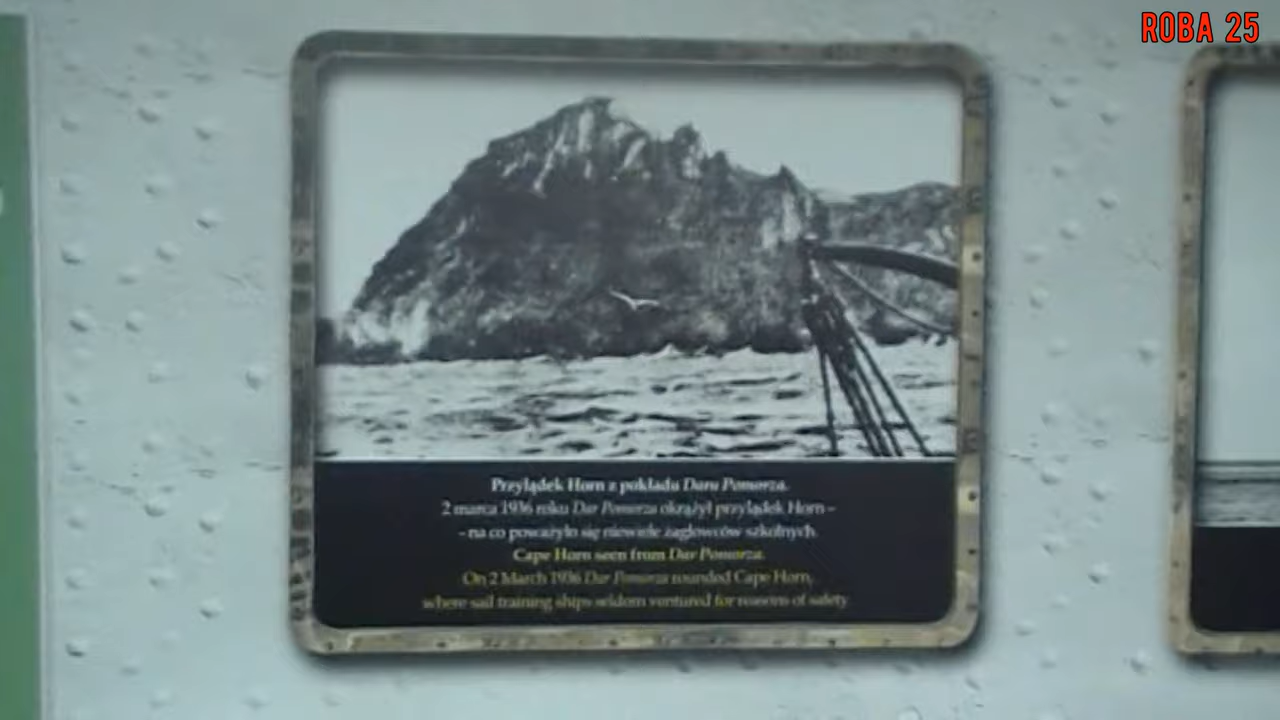 ROBA 25
Przylądek Horn z pokładu Daru Pomorza.
2 marca 1936 roku Dar Pomorza okrążył przylądek Horn –
– na co poważyło się niewiele żaglowców szkolnych.
Cape Horn seen from Dar Pomorza.
On 2 March 1936 Dar Pomorza rounded Cape Horn,
where sail training ships seldom ventured for reasons of safety.